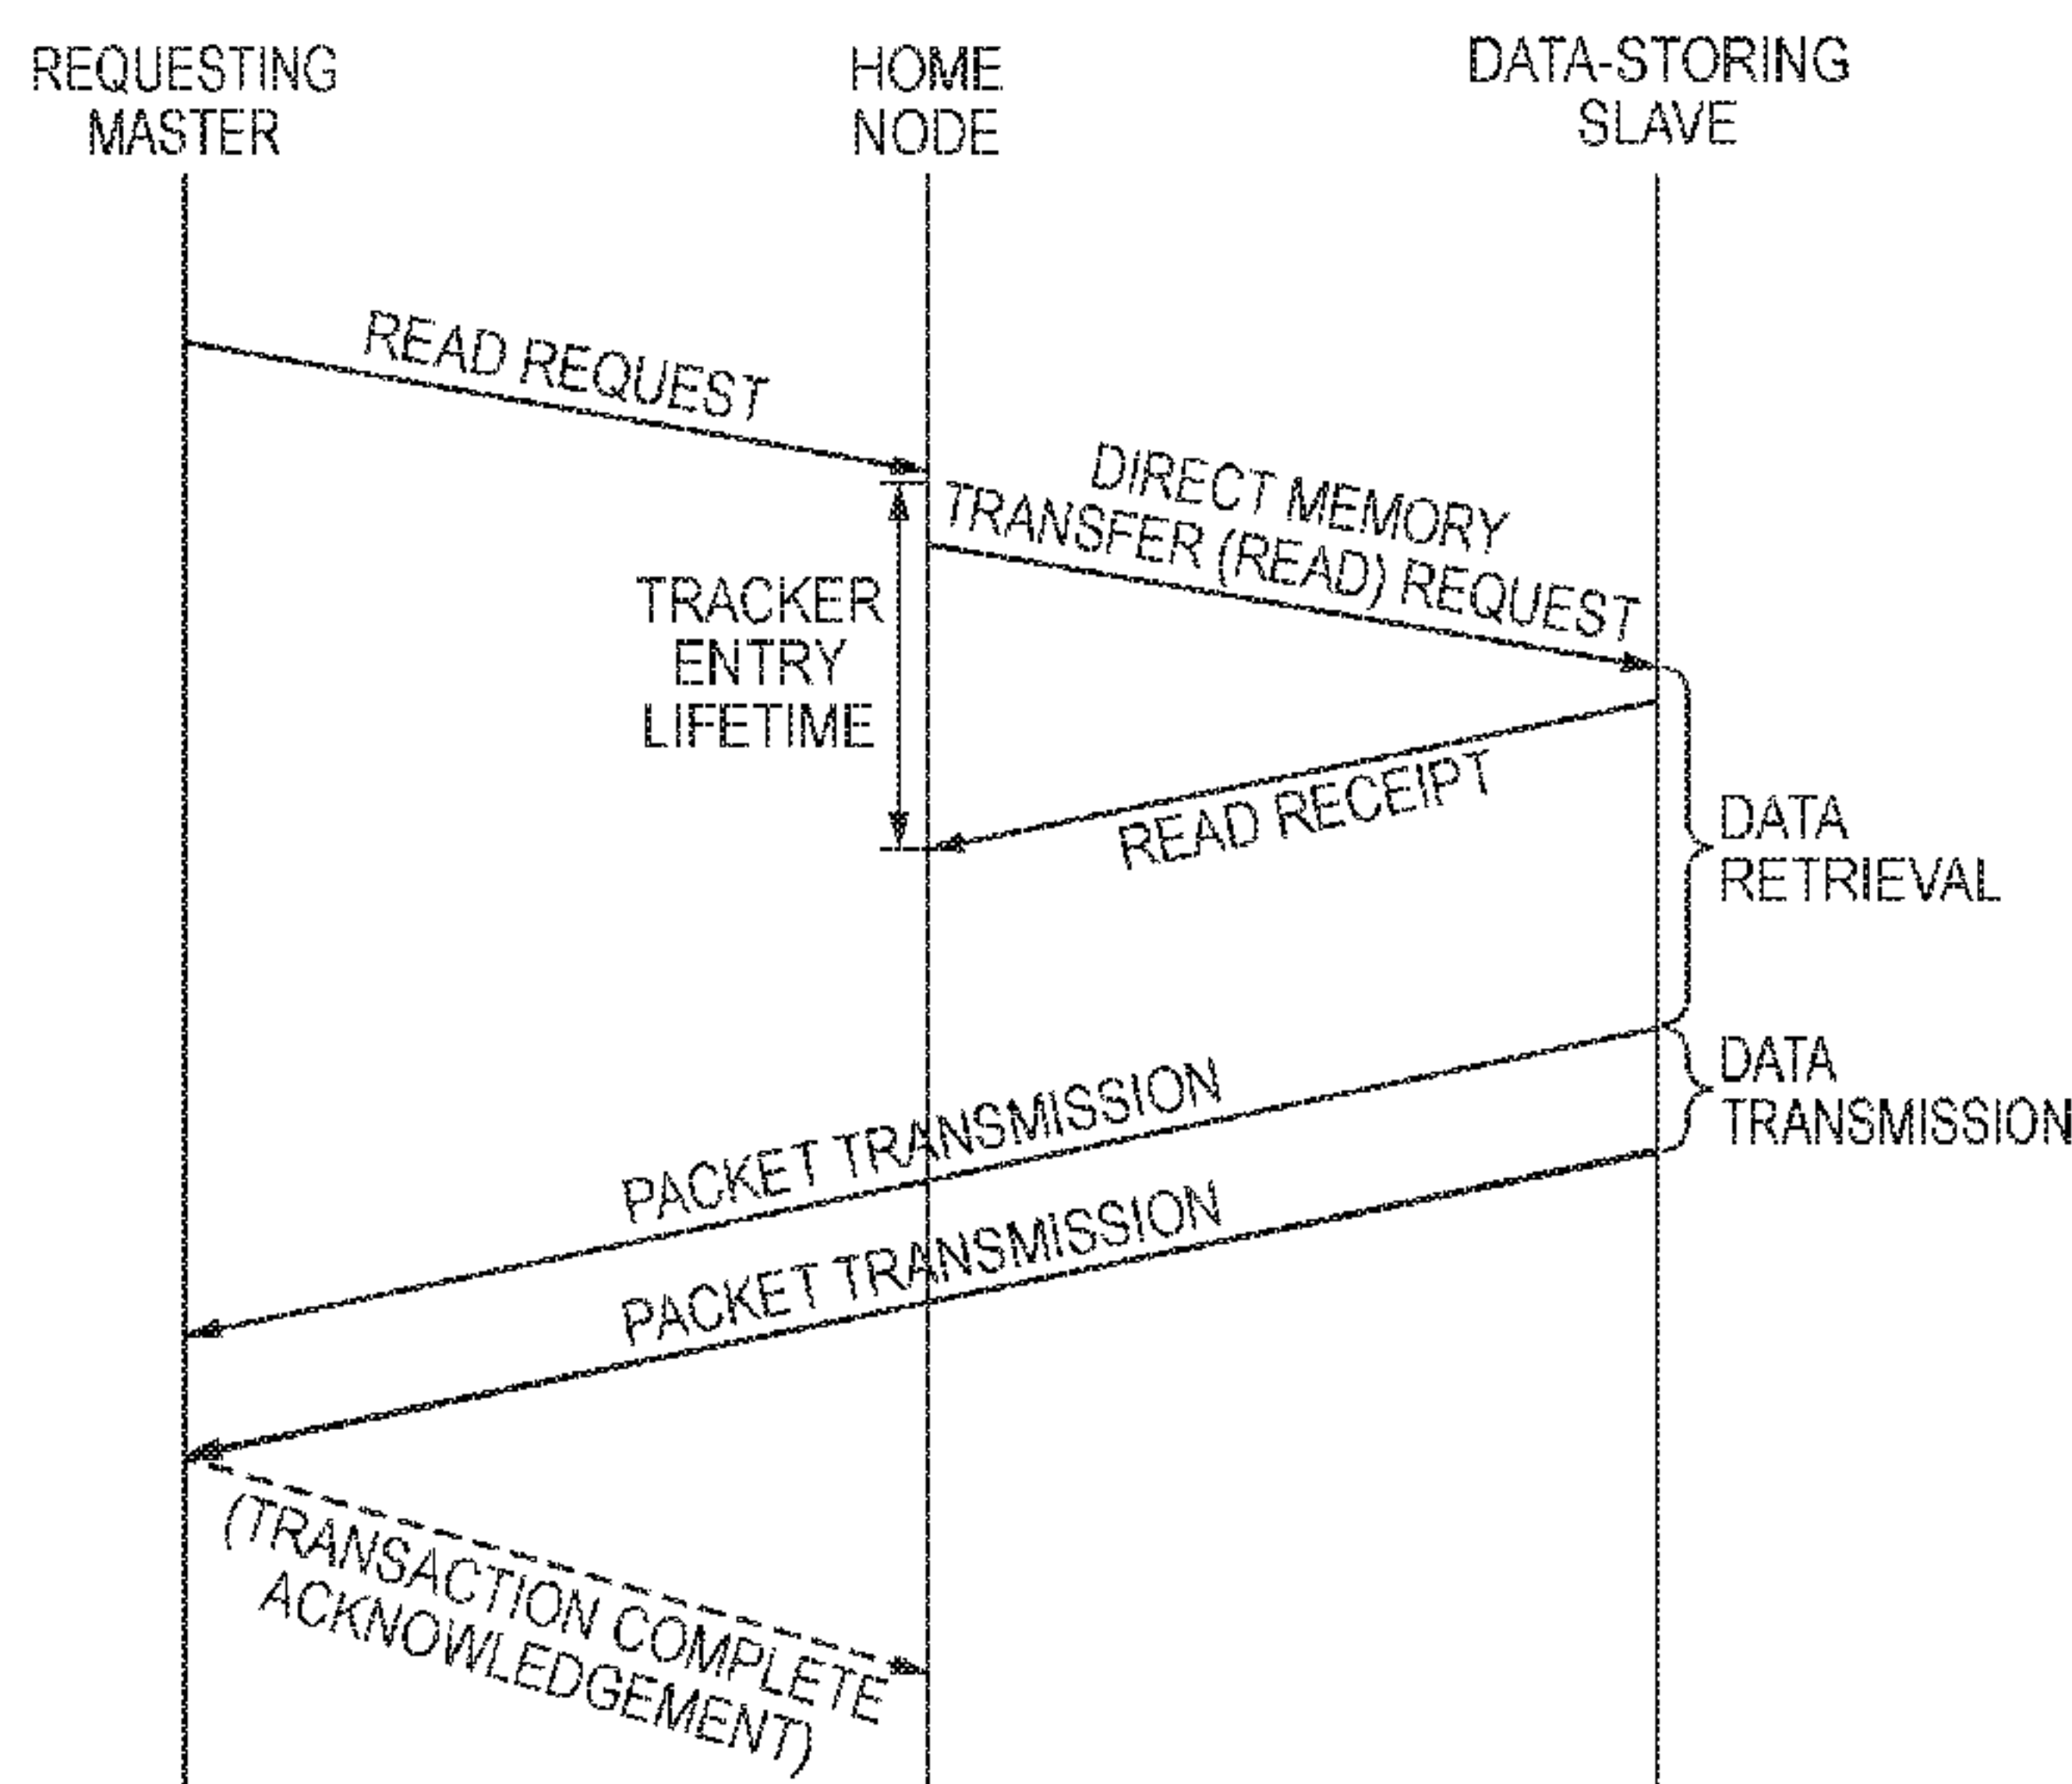 REQUESTING
MASTER
HOME
NODE
DATA-STORING
SLAVE
READ REQUEST
DIRECT MEMORY
TRANSFER (READ) REQUEST
TRACKER
ENTRY
LIFETIME
READ RECEIPT
DATA
RETRIEVAL
PACKET TRANSMISSION
DATA
TRANSMISSION
PACKET TRANSMISSION
(TRANSACTION COMPLETE
ACKNOWLEDGEMENT)